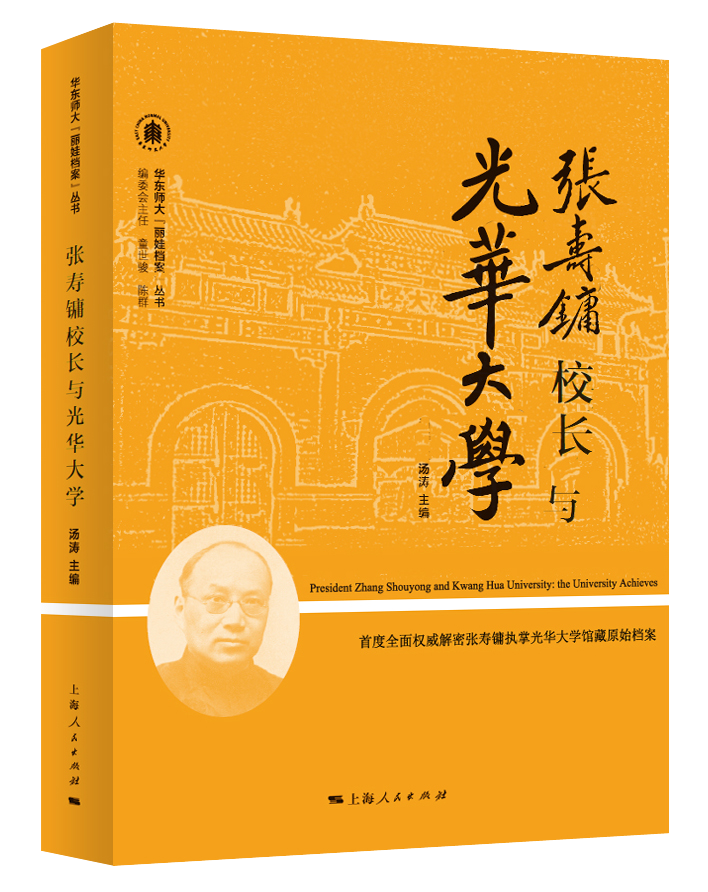 华东师大「丽娃档案」丛书
张寿镛校长与光华大学
汤涛 主编
上海人民出版社
EAST CHINA NORMAL UNIVERSITY
华东师大「丽娃档案」丛书
编委会主任 童世骏 陈群
張壽鏞校长与
光華大學
汤涛 主编
President Zhang Shouyong and Kwang Hua University: the University Achieves
首度全面权威解密张寿镛执掌光华大学馆藏原始档案
上海人民出版社